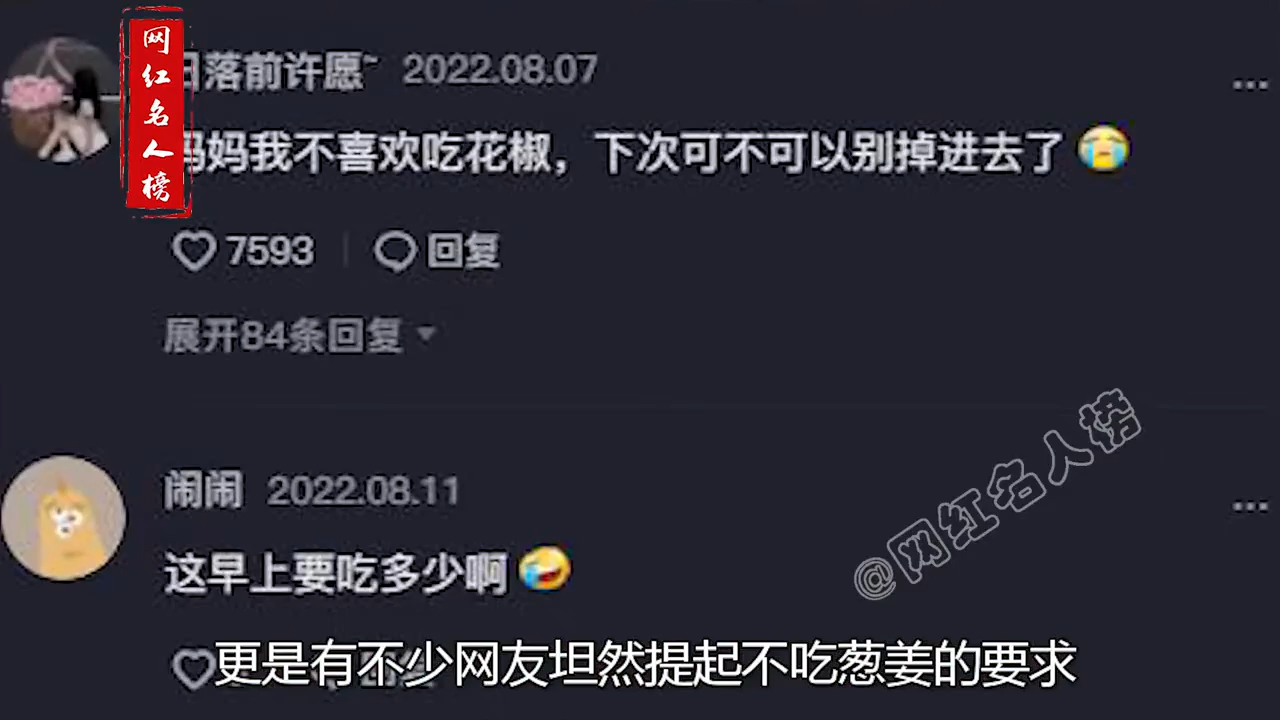 网红名人榜
日落前许愿~ 2022.08.07
妈妈我不喜欢吃花椒，下次可不可以别掉进去了😭
7593 回复
展开84条回复
闹闹 2022.08.11
这早上要吃多少啊🤣
@网红名人榜
更是有不少网友坦然提起不吃葱姜的要求